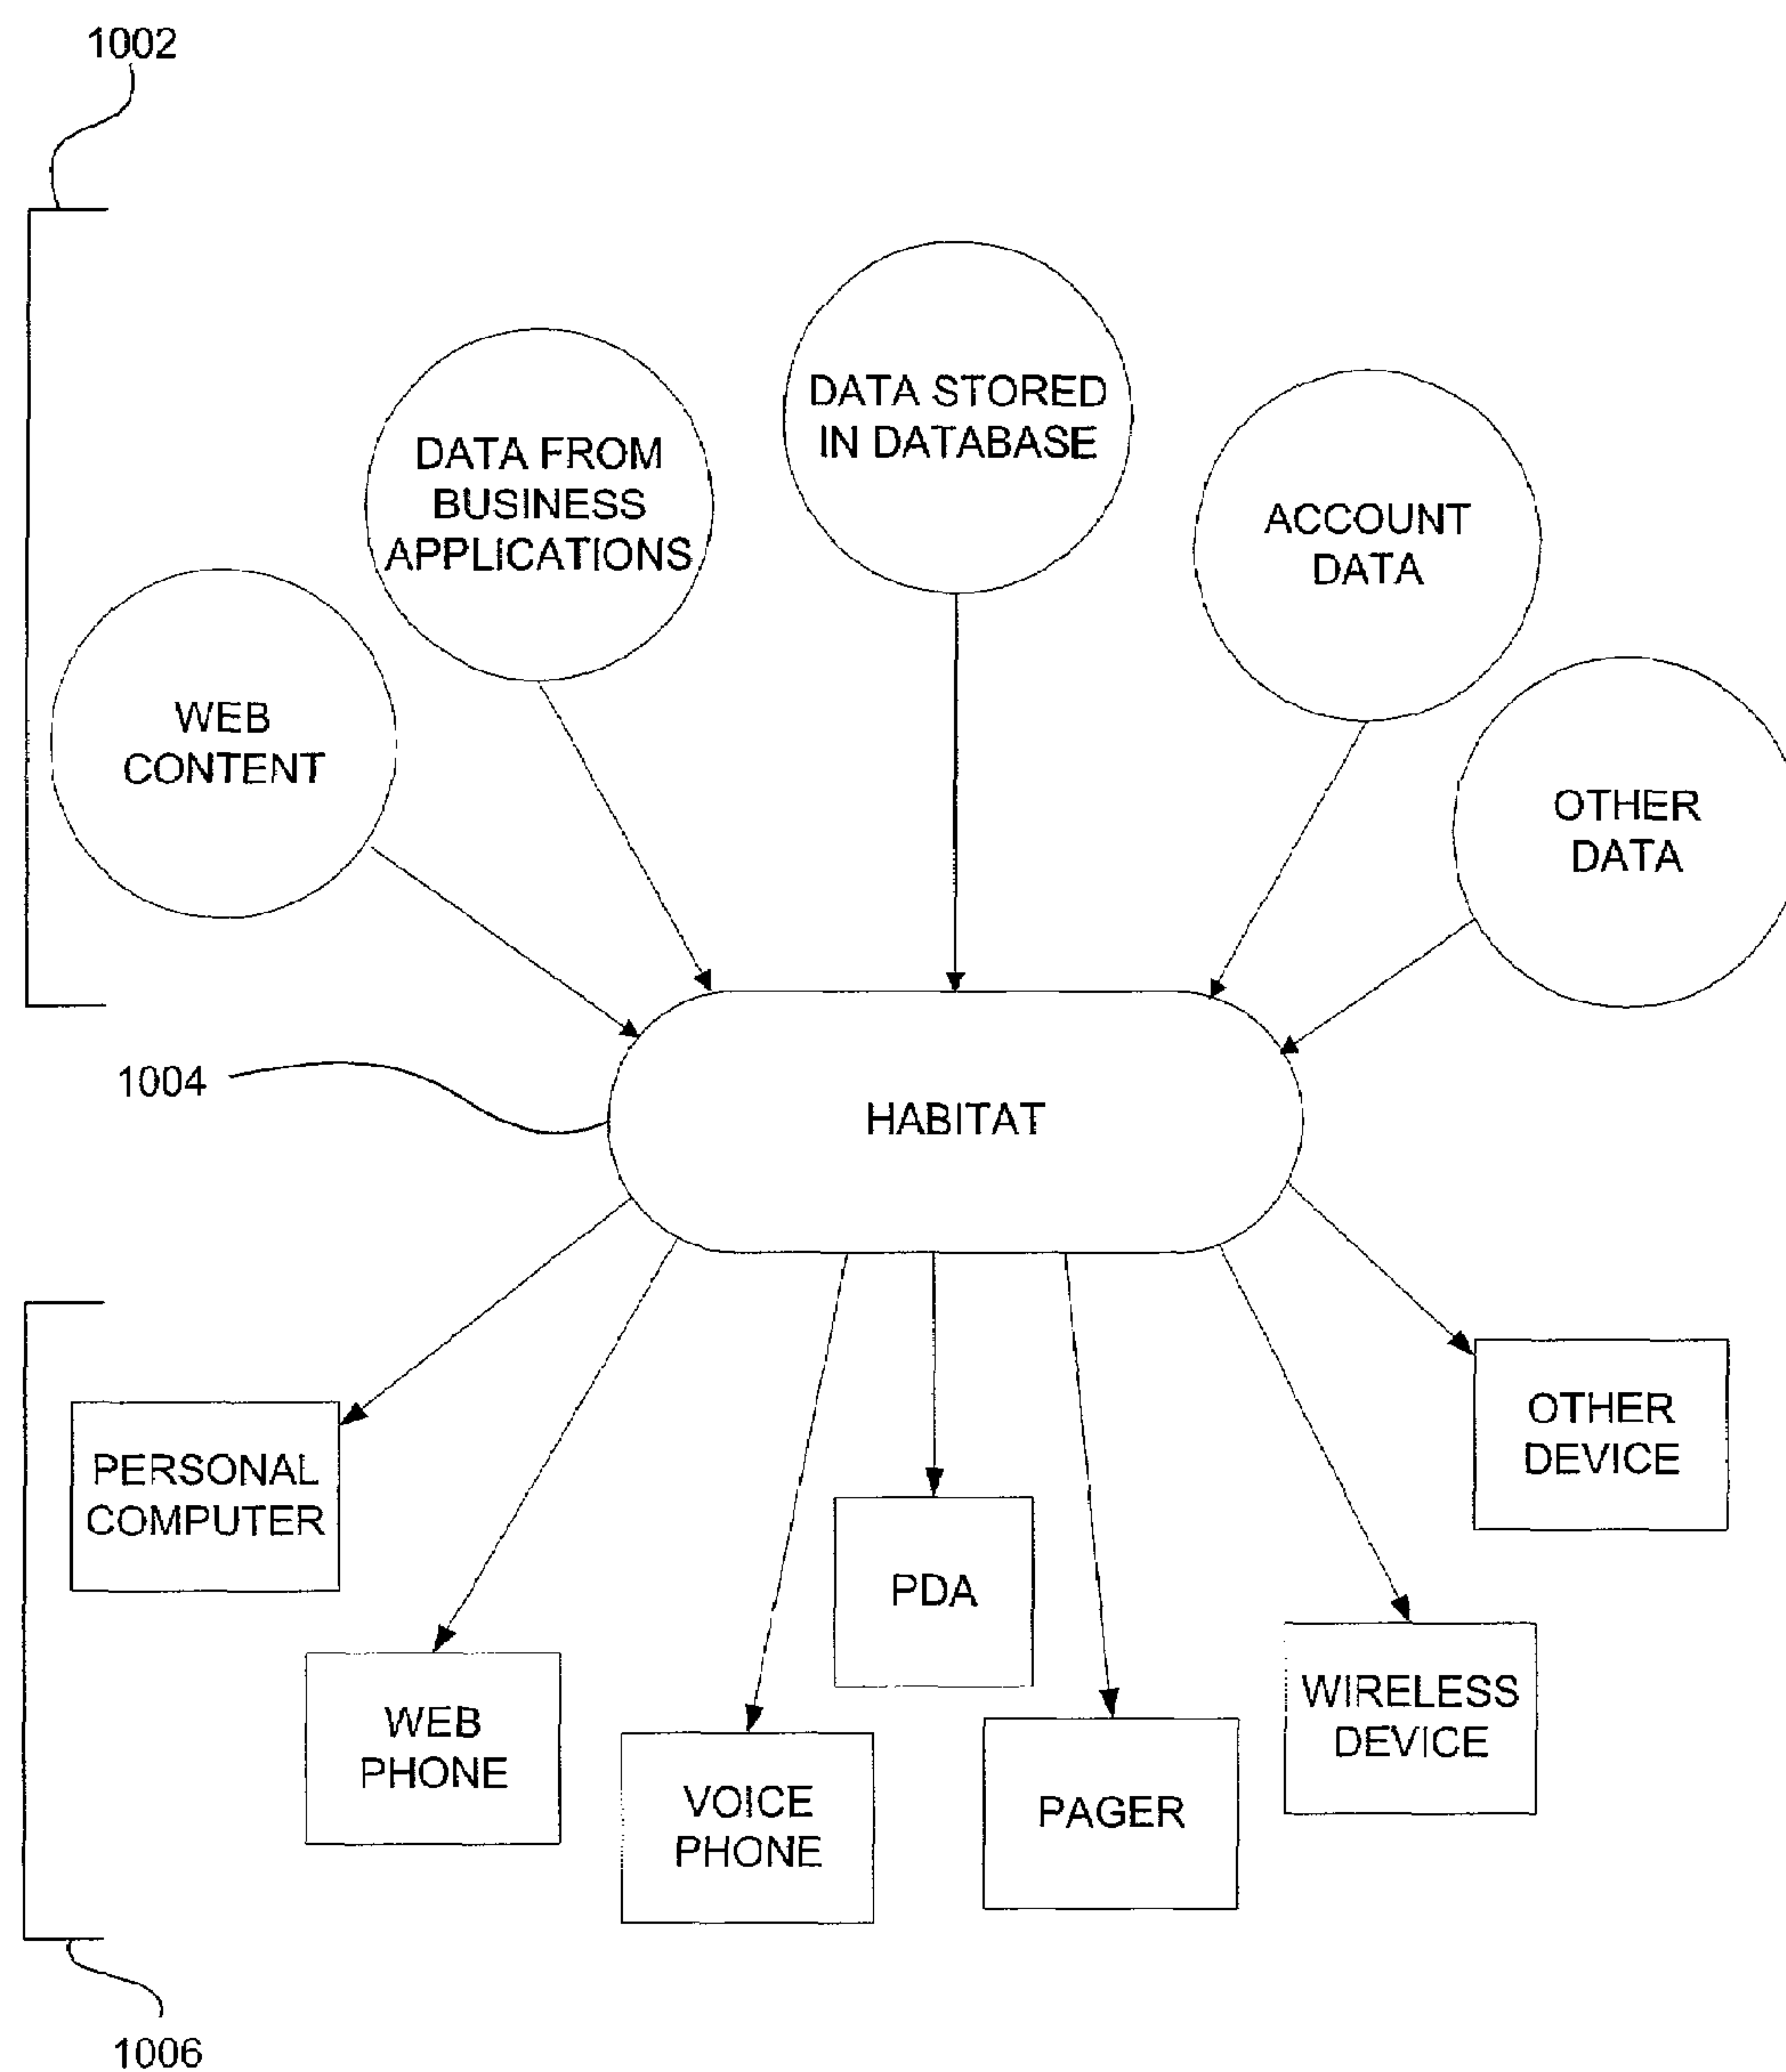 1002
DATA STORED
IN DATABASE
DATA FROM
BUSINESS
APPLICATIONS
ACCOUNT
DATA
WEB
CONTENT
OTHER
DATA
1004
HABITAT
PERSONAL
COMPUTER
OTHER
DEVICE
PDA
WEB
PHONE
WIRELESS
DEVICE
VOICE
PHONE
PAGER
1006